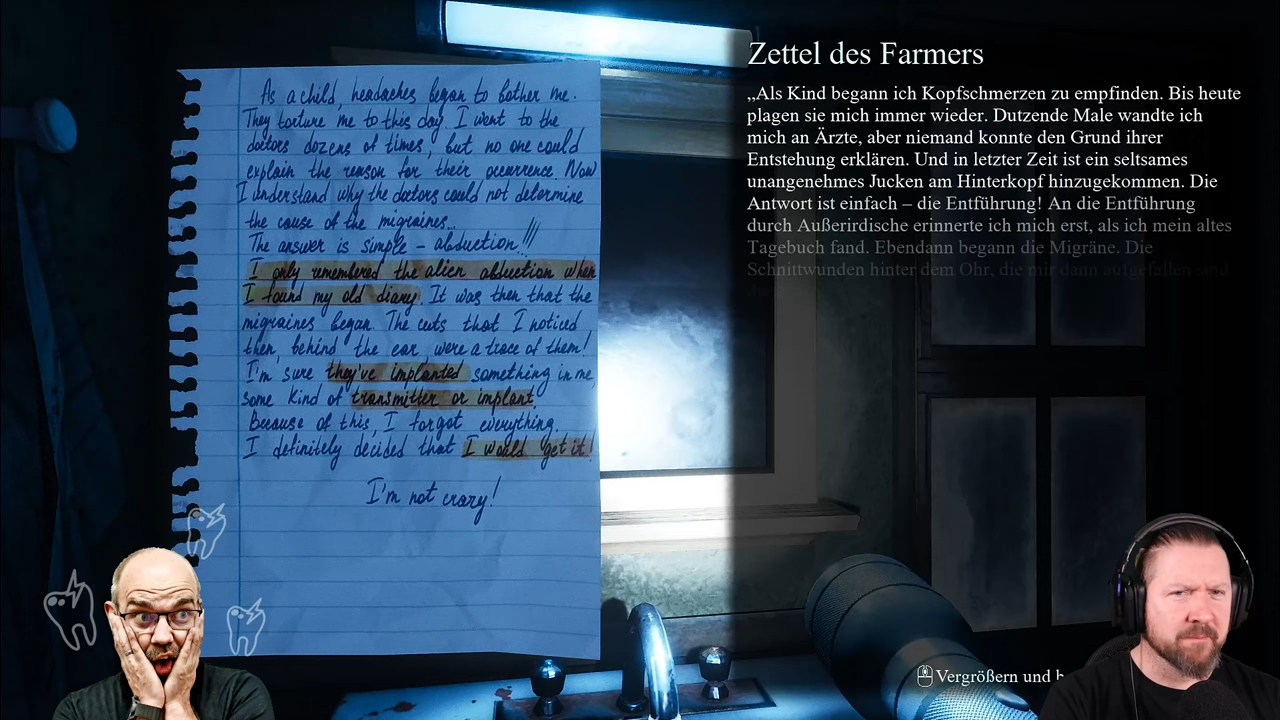 As a child, headaches began to bother me.
They torture me to this day. I went to the
doctors dozens of times, but no one could
explain the reason for their occurrence. Now
I understand why the doctors could not determine
the cause of the migraines...
The answer is simple – abduction!!!
I only remembered the alien abduction when
I found my old diary. It was then that the
migraines began. The cuts that I noticed
then, behind the ear, were a trace of them!
I'm sure they've implanted something in me,
some kind of transmitter or implant.
Because of this, I forgot everything.
I definitely decided that I would get it!
I'm not crazy!
Zettel des Farmers
„Als Kind begann ich Kopfschmerzen zu empfinden. Bis heute
plagen sie mich immer wieder. Dutzende Male wandte ich
mich an Ärzte, aber niemand konnte den Grund ihrer
Entstehung erklären. Und in letzter Zeit ist ein seltsames
unangenehmes Jucken am Hinterkopf hinzugekommen. Die
Antwort ist einfach – die Entführung! An die Entführung
durch Außerirdische erinnerte ich mich erst, als ich mein altes
Tagebuch fand. Ebendann begann die Migräne. Die
Schnittwunden hinter dem Ohr, die mir dann aufgefallen sind
Vergrößern und b